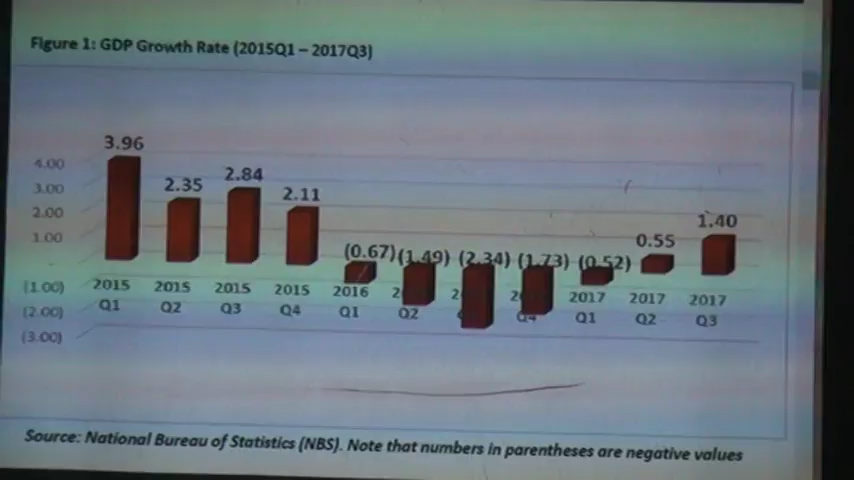 Figure 1: GDP Growth Rate (2015Q1 – 2017Q3)
3.96
2.84
2.35
2.11
1.40
0.55
(0.67) (1.49) (2.34) (1.73) (0.52)
4.00
3.00
2.00
1.00
(1.00)
(2.00)
(3.00)
2015 Q1
2015 Q2
2015 Q3
2015 Q4
2016 Q1
Q2
Q4
2017 Q1
2017 Q2
2017 Q3
Source: National Bureau of Statistics (NBS). Note that numbers in parentheses are negative values